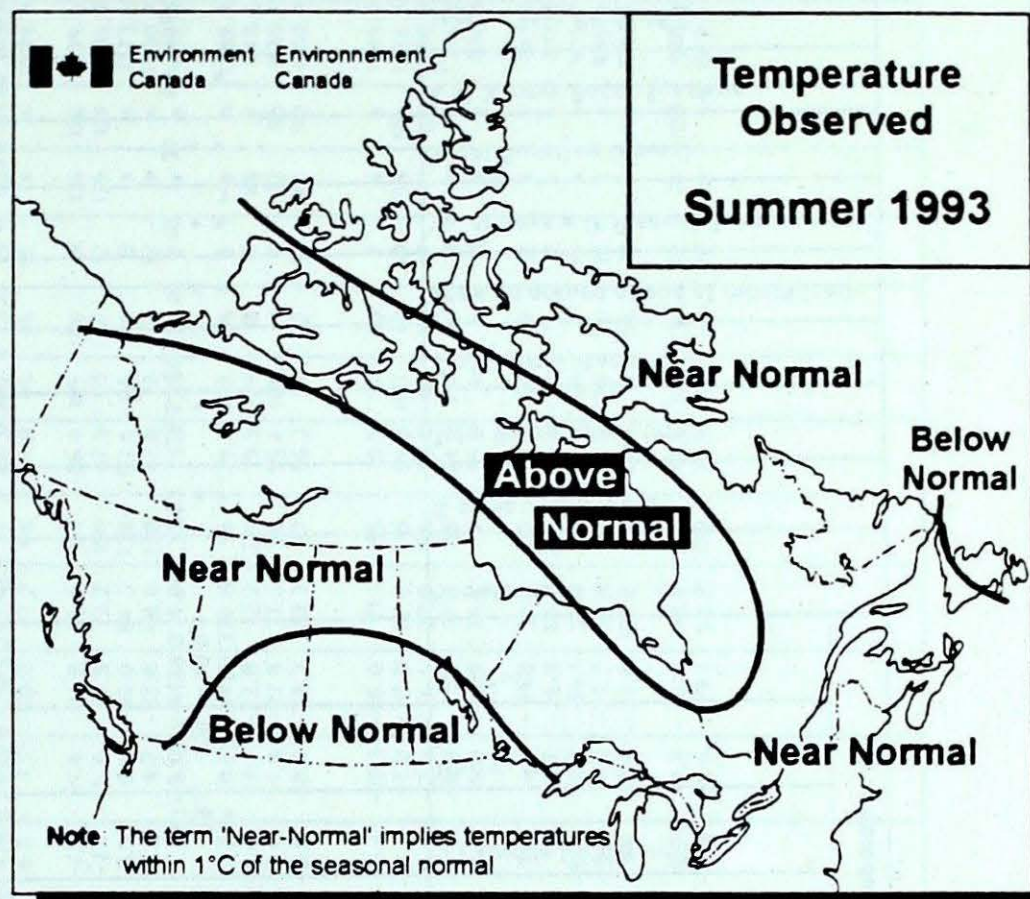 Environment Environnement
Canada Canada
Temperature
Observed
Summer 1993
Near Normal
Below
Normal
Above
Normal
Near Normal
Below Normal
Near Normal
Note: The term 'Near-Normal' implies temperatures
within 1°C of the seasonal normal